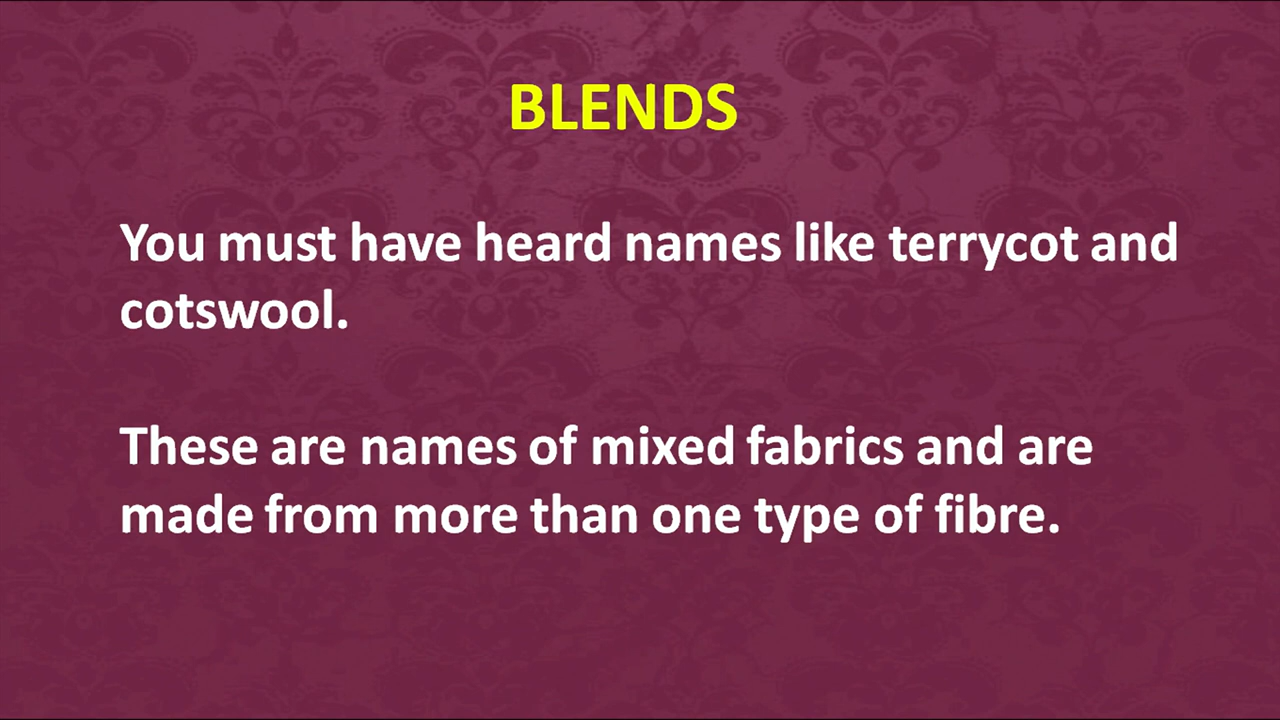 BLENDS
You must have heard names like terrycot and
cotswool.
These are names of mixed fabrics and are
made from more than one type of fibre.